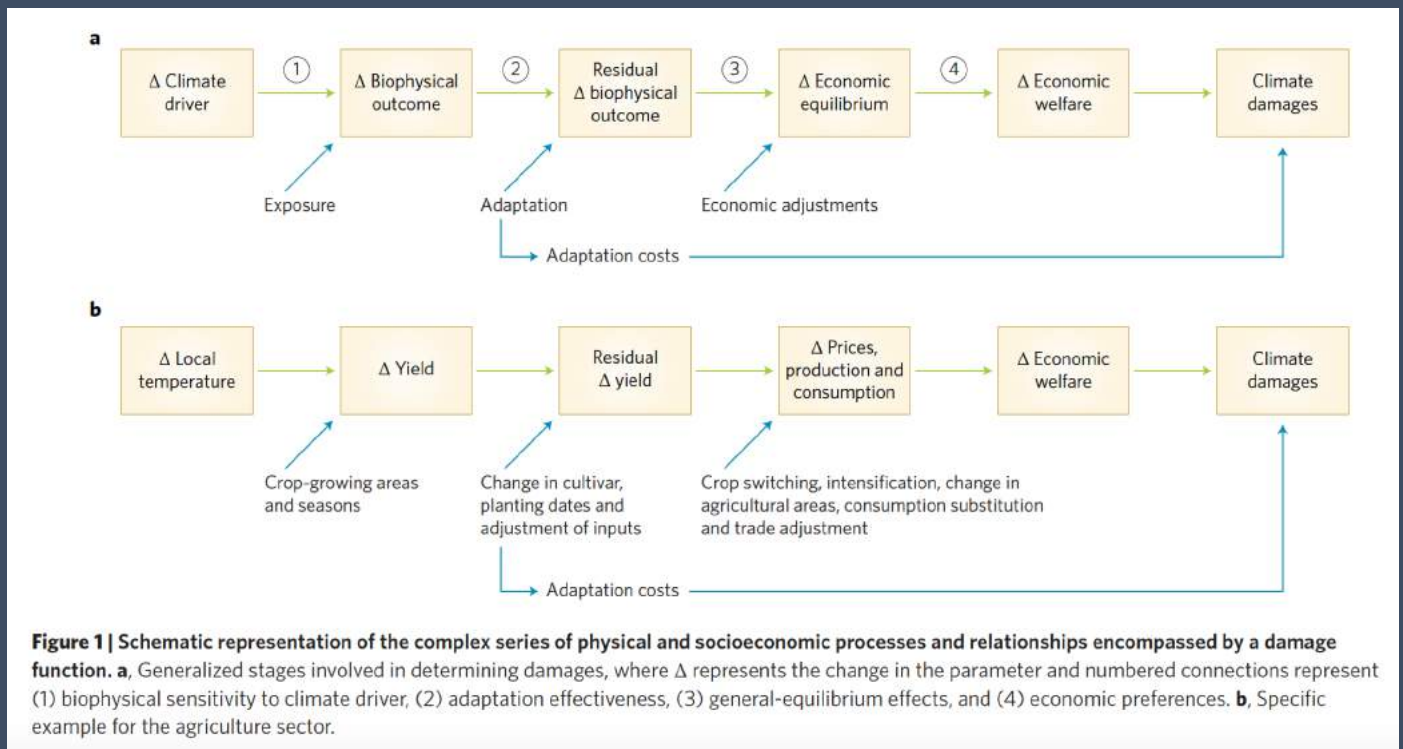 a
Δ Climate
driver
1
Δ Biophysical
outcome
2
Residual
Δ biophysical
outcome
3
Δ Economic
equilibrium
4
Δ Economic
welfare
Climate
damages
Exposure
Adaptation
Economic adjustments
Adaptation costs
b
Δ Local
temperature
Δ Yield
Residual
Δ yield
Δ Prices,
production and
consumption
Δ Economic
welfare
Climate
damages
Crop-growing areas
and seasons
Change in cultivar,
planting dates and
adjustment of inputs
Crop switching, intensification, change in
agricultural areas, consumption substitution
and trade adjustment
Adaptation costs
Figure 1 | Schematic representation of the complex series of physical and socioeconomic processes and relationships encompassed by a damage
function. a, Generalized stages involved in determining damages, where Δ represents the change in the parameter and numbered connections represent
(1) biophysical sensitivity to climate driver, (2) adaptation effectiveness, (3) general-equilibrium effects, and (4) economic preferences. b, Specific
example for the agriculture sector.